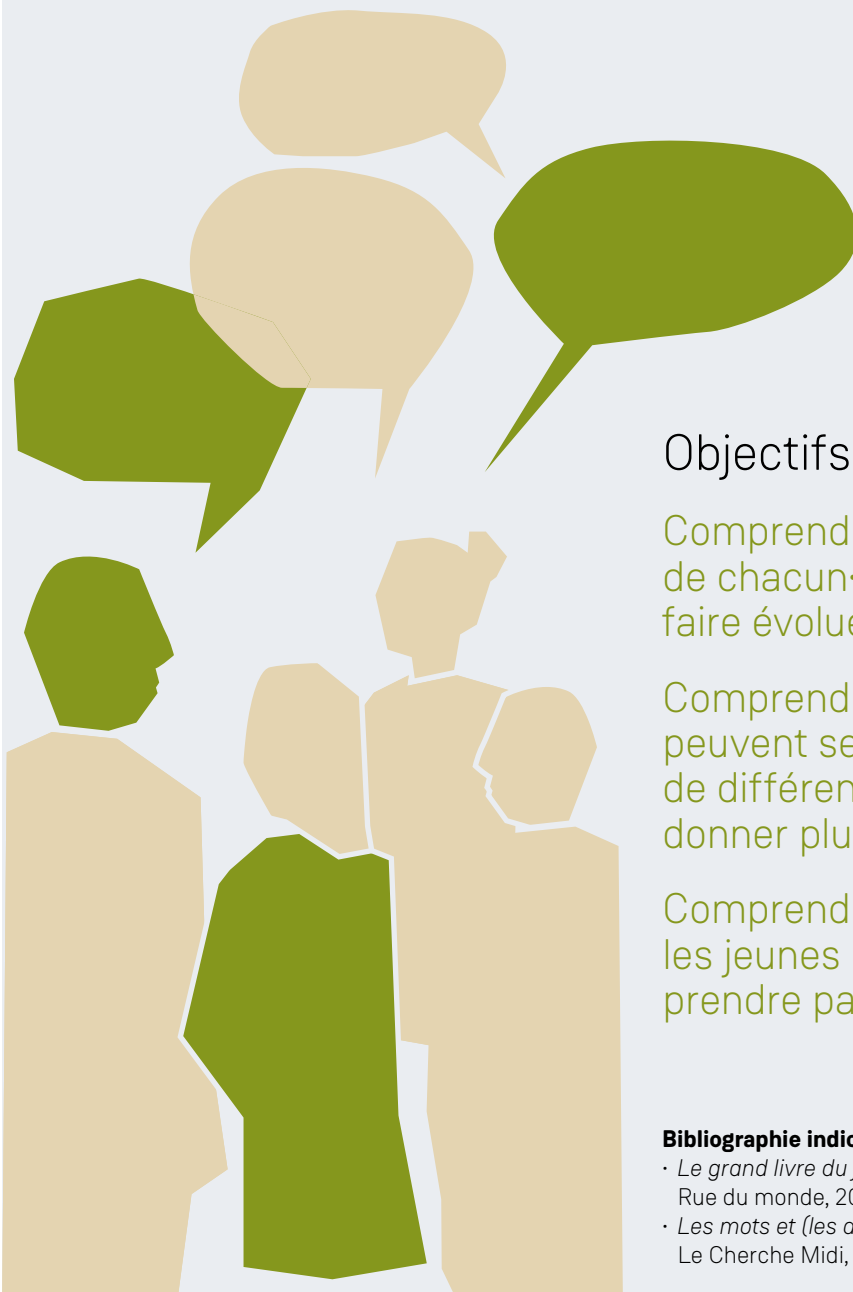 Objectifs
Comprend
de chacun·
faire évolue
Comprend
peuvent se
de différen
donner plu
Comprend
les jeunes
prendre pa
Bibliographie indic
· Le grand livre du
Rue du monde, 20
· Les mots et (les
Le Cherche Midi,